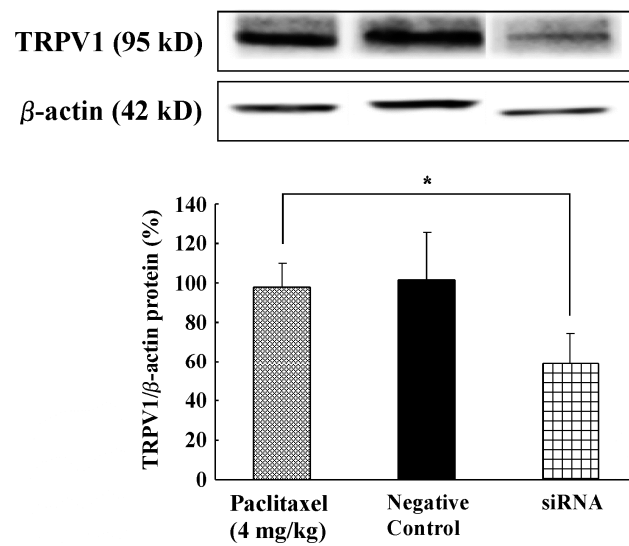 TRPV1 (95 kD)
β-actin (42 kD)
*
TRPV1/β-actin protein (%)
140
120
100
80
60
40
20
0
Paclitaxel
(4 mg/kg)
Negative
Control
siRNA